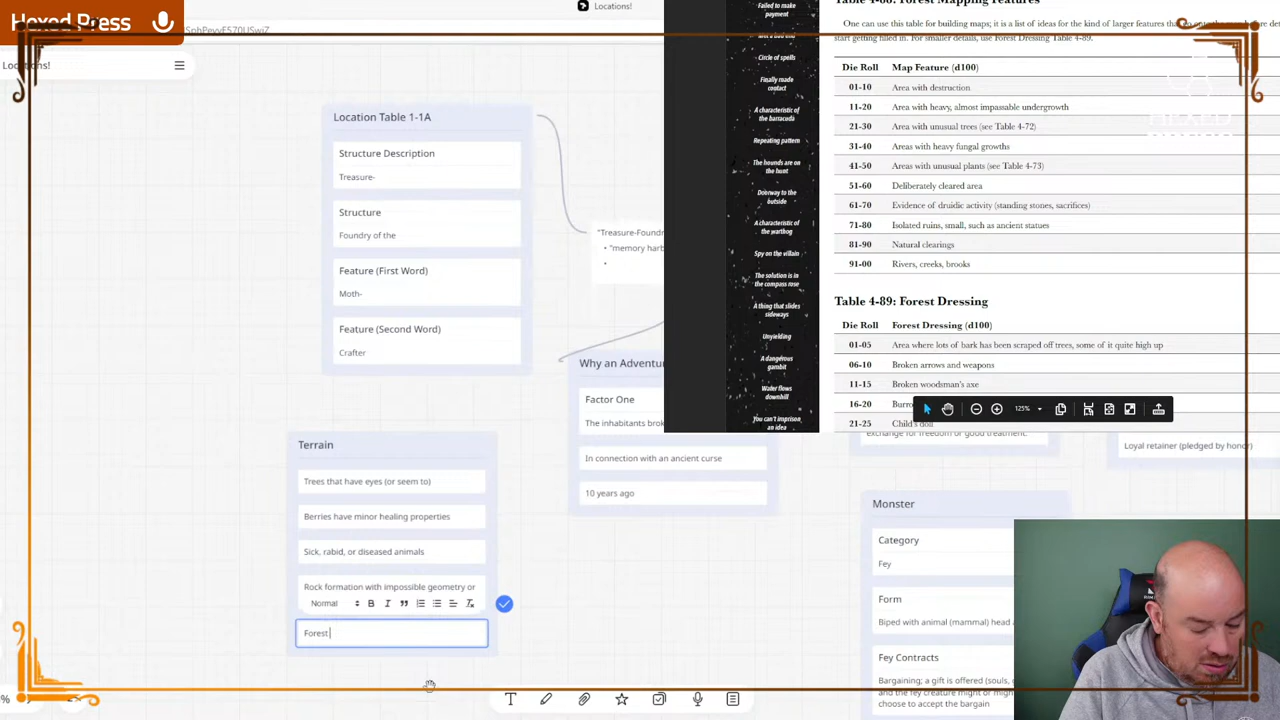 Hexed Press
SphPeyyF570USwiZ
Locations!
Locations!
Location Table 1-1A
Structure Description
Treasure-
Structure
Foundry of the
Feature (First Word)
Moth-
Feature (Second Word)
Crafter
"Treasure-Foundr
• "memory harb
•
Why an Adventu
Factor One
The inhabitants brok
In connection with an ancient curse
10 years ago
Terrain
Trees that have eyes (or seem to)
Berries have minor healing properties
Sick, rabid, or diseased animals
Rock formation with impossible geometry or
Normal
Forest
Failed to make
payment
Circle of spells
Finally made
contact
A characteristic of
the barracuda
Repeating pattern
The hounds are on
the hunt
Doorway to the
outside
A characteristic of
the warthog
Spy on the villain
The solution is in
the compass rose
A thing that slides
sideways
Unyielding
A dangerous
gambit
Water flows
downhill
You can't imprison
an idea
Table 4-88: Forest Mapping Features
One can use this table for building maps; it is a list of ideas for the kind of larger features that
start getting filled in. For smaller details, use Forest Dressing Table 4-89.
Die Roll Map Feature (d100)
01-10 Area with destruction
11-20 Area with heavy, almost impassable undergrowth
21-30 Area with unusual trees (see Table 4-72)
31-40 Areas with heavy fungal growths
41-50 Areas with unusual plants (see Table 4-73)
51-60 Deliberately cleared area
61-70 Evidence of druidic activity (standing stones, sacrifices)
71-80 Isolated ruins, small, such as ancient statues
81-90 Natural clearings
91-00 Rivers, creeks, brooks
Table 4-89: Forest Dressing
Die Roll Forest Dressing (d100)
01-05 Area where lots of bark has been scraped off trees, some of it quite high up
06-10 Broken arrows and weapons
11-15 Broken woodsman's axe
16-20 Burro
21-25 Child's doll
125%
exchange for freedom or good treatment.
Loyal retainer (pledged by honor)
Monster
Category
Fey
Form
Biped with animal (mammal) head
Fey Contracts
Bargaining; a gift is offered (souls,
and the fey creature might or migh
choose to accept the bargain
%